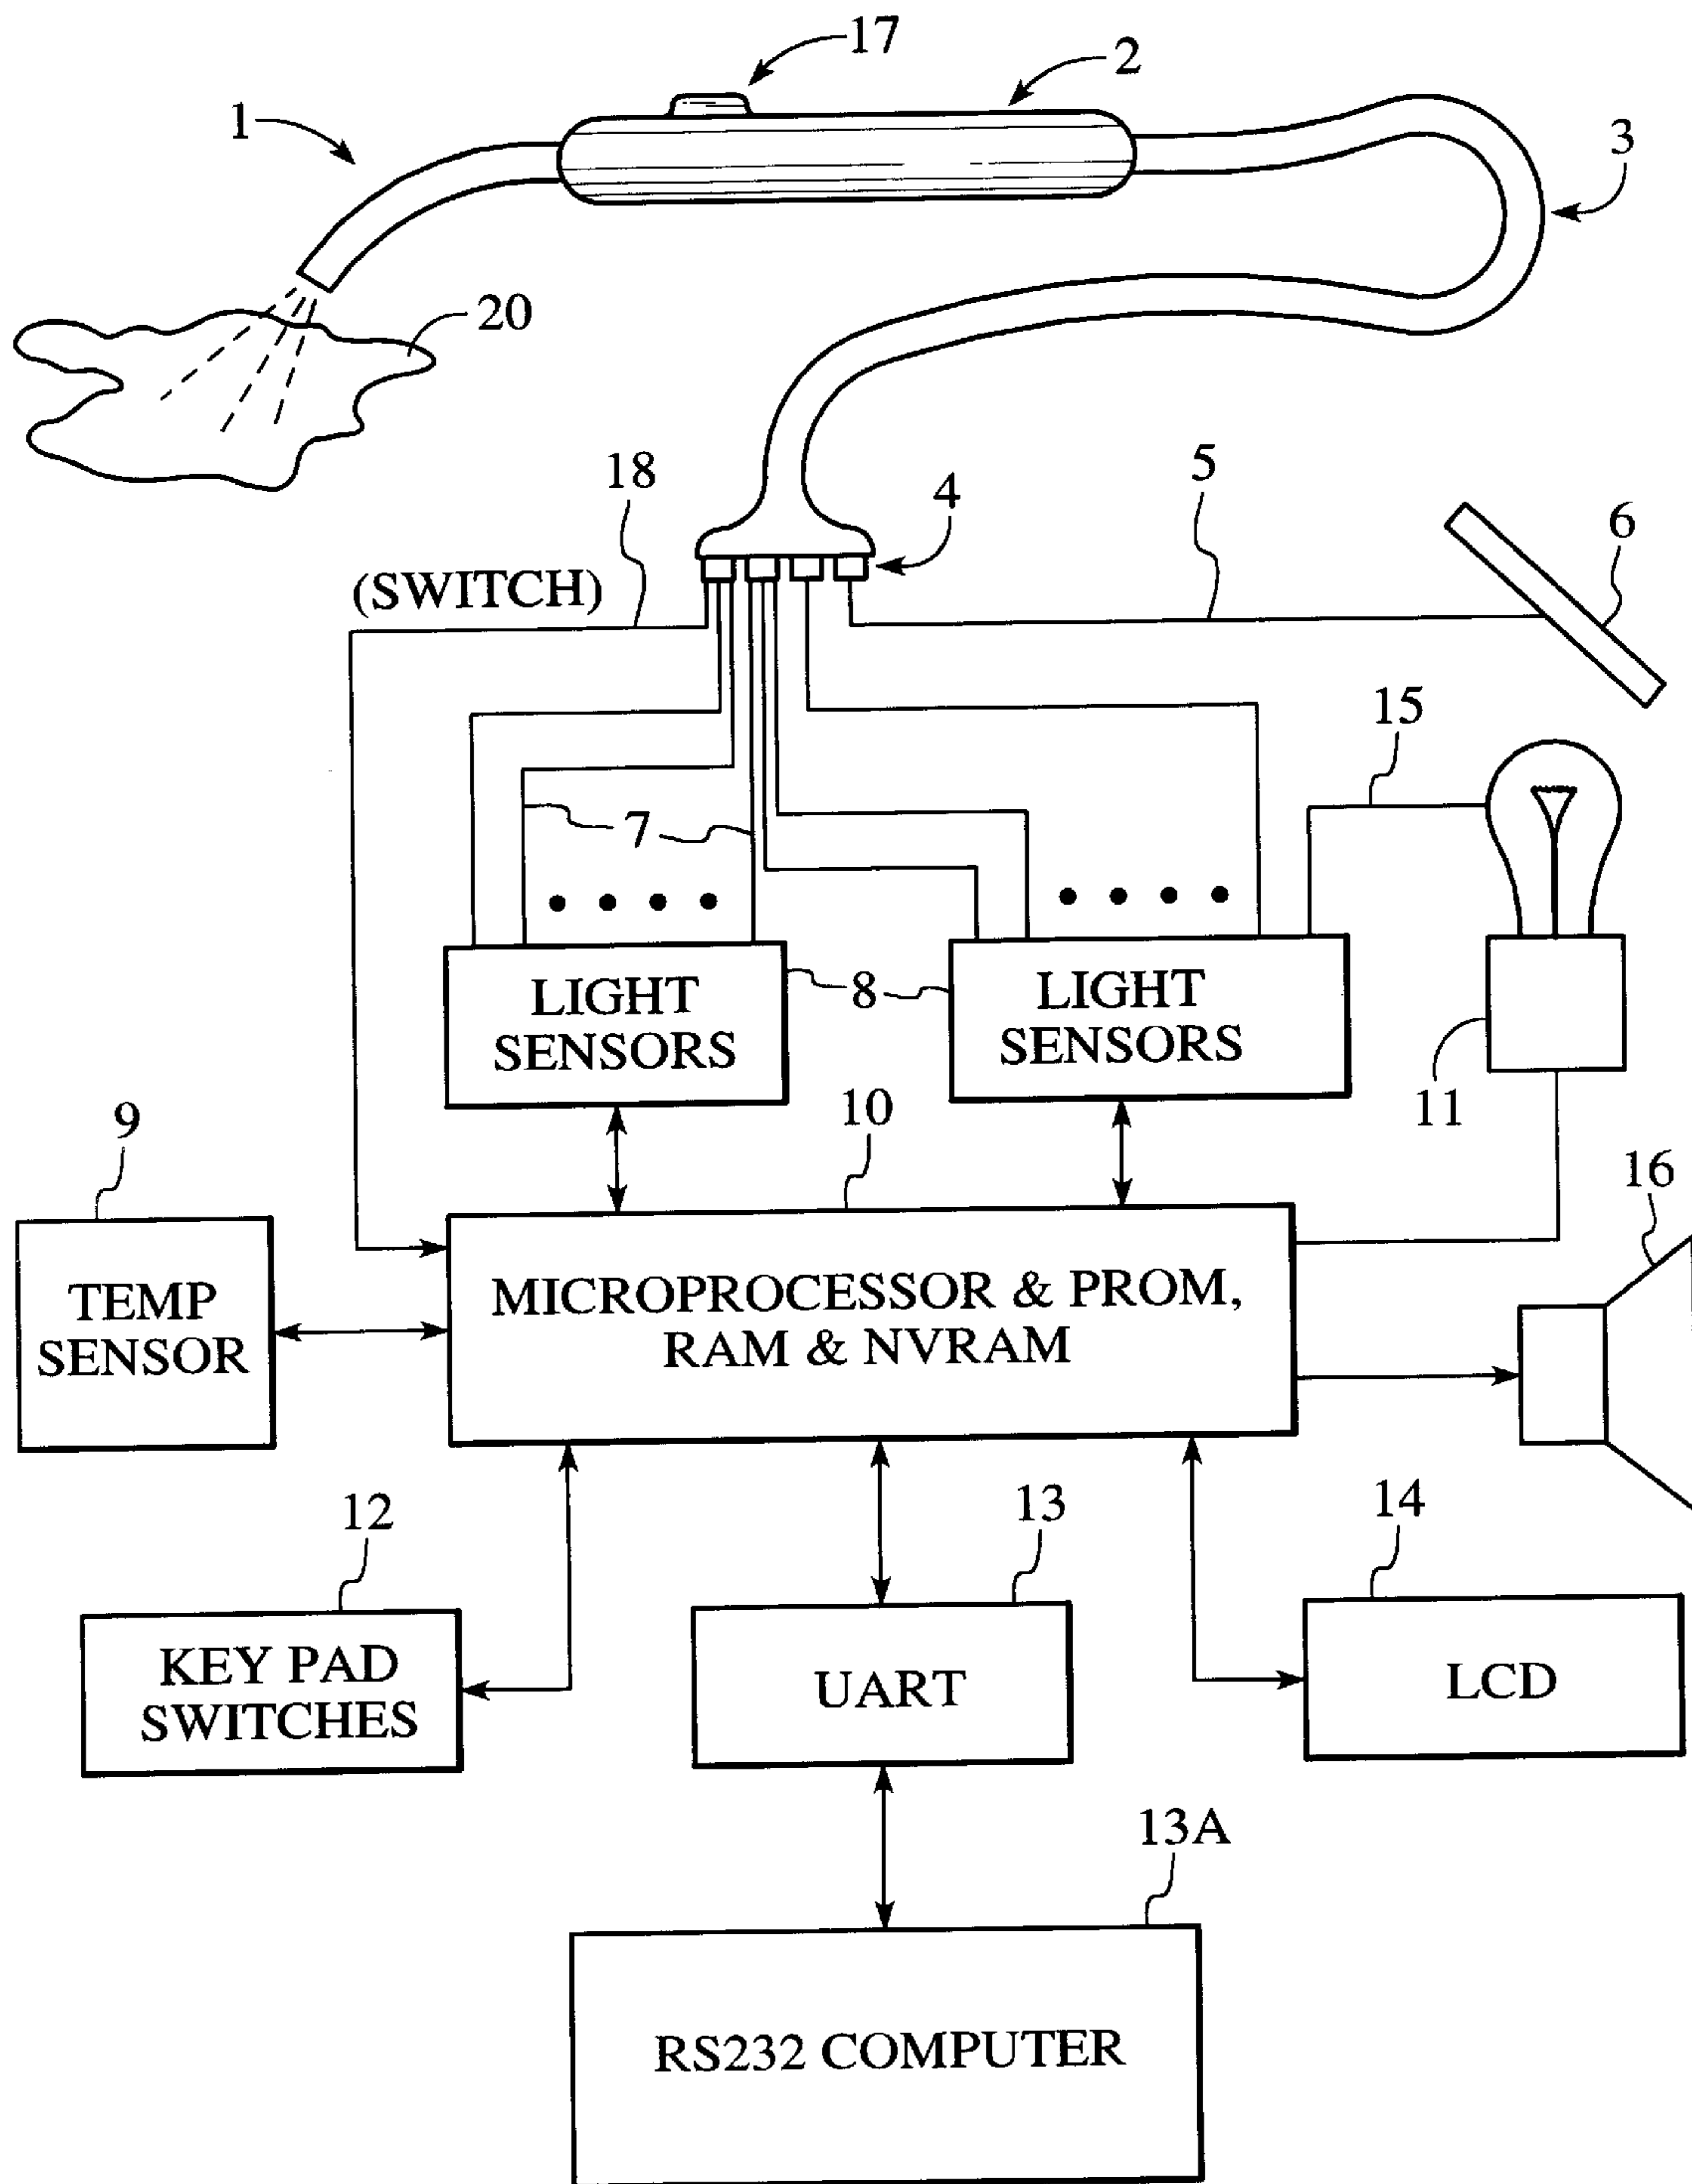 17
2
1
3
20
18
4
5
6
(SWITCH)
15
7
LIGHT
SENSORS
8
LIGHT
SENSORS
11
9
10
16
TEMP
SENSOR
MICROPROCESSOR & PROM,
RAM & NVRAM
12
13
14
KEY PAD
SWITCHES
UART
LCD
13A
RS232 COMPUTER